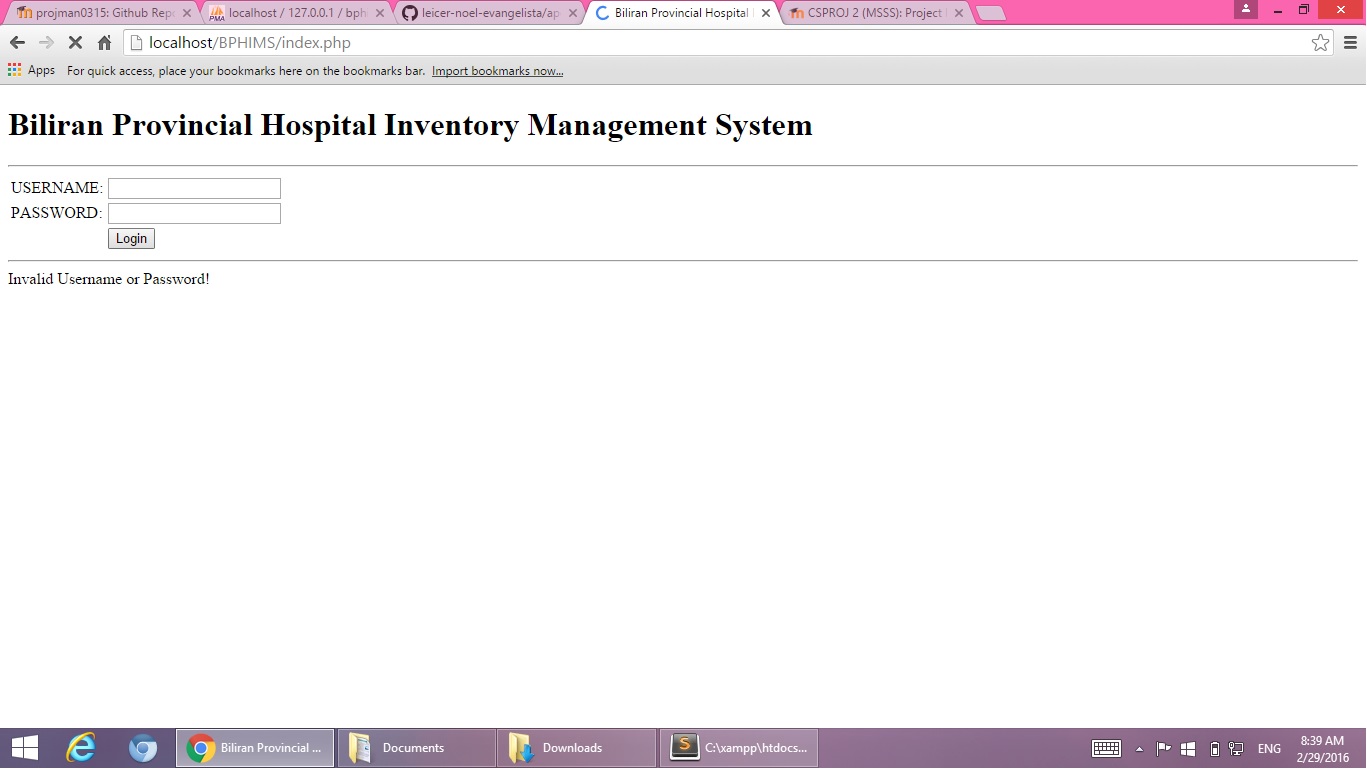 projman0315: Github Repo
localhost / 127.0.0.1 / bph
leicer-noel-evangelista/ap
Biliran Provincial Hospital
CSPROJ 2 (MSSS): Project
localhost/BPHIMS/index.php
Apps For quick access, place your bookmarks here on the bookmarks bar. Import bookmarks now...
Biliran Provincial Hospital Inventory Management System
USERNAME:
PASSWORD:
Login
Invalid Username or Password!
Biliran Provincial ...
Documents
Downloads
C:\xampp\htdocs...
ENG
8:39 AM
2/29/2016